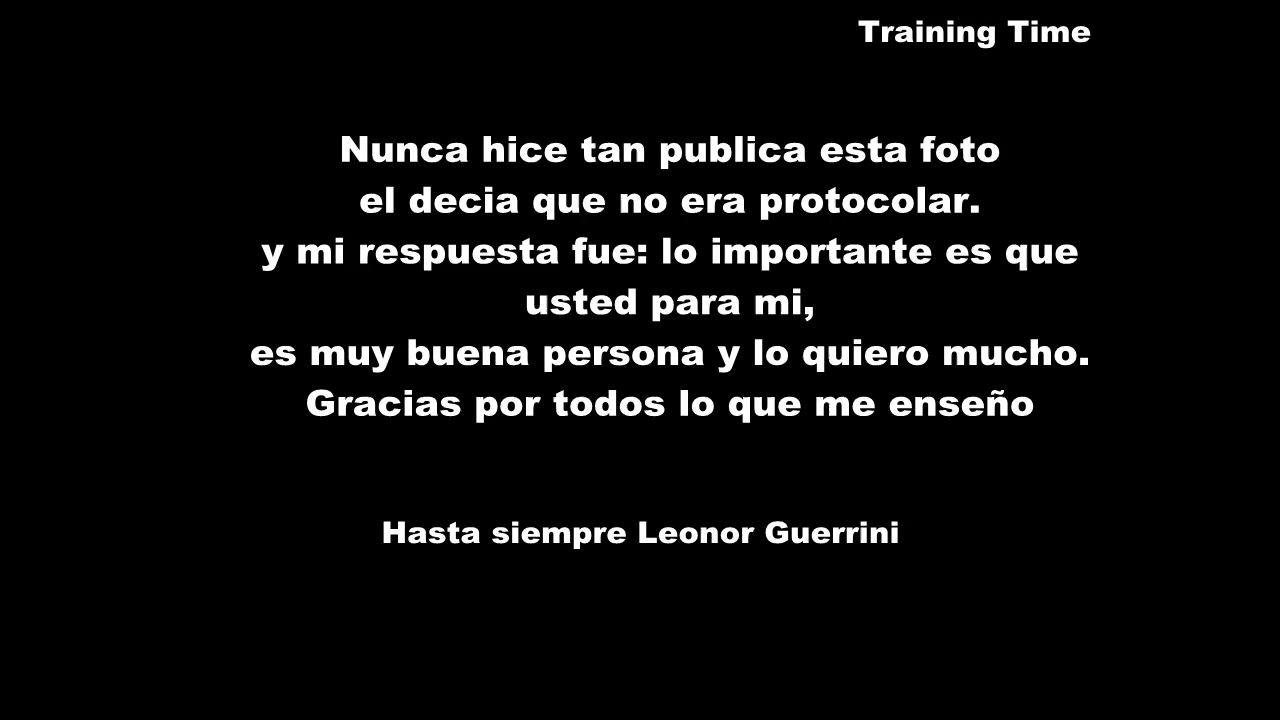 Training Time
Nunca hice tan publica esta foto
el decia que no era protocolar.
y mi respuesta fue: lo importante es que
usted para mi,
es muy buena persona y lo quiero mucho.
Gracias por todos lo que me enseño
Hasta siempre Leonor Guerrini